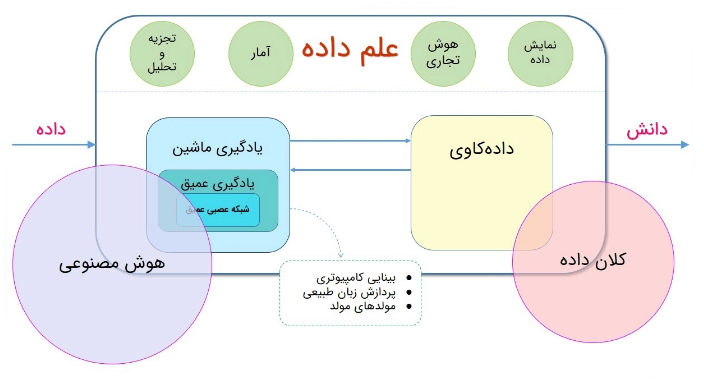 علم داده
نمایش
داده
هوش
تجاری
آمار
تجزیه
و
تحلیل
داده
دانش
یادگیری ماشین
یادگیری عمیق
شبکه عصبی عمیق
داده‌کاوی
هوش مصنوعی
کلان داده
بینایی کامپیوتری
پردازش زبان طبیعی
مولدهای مولد